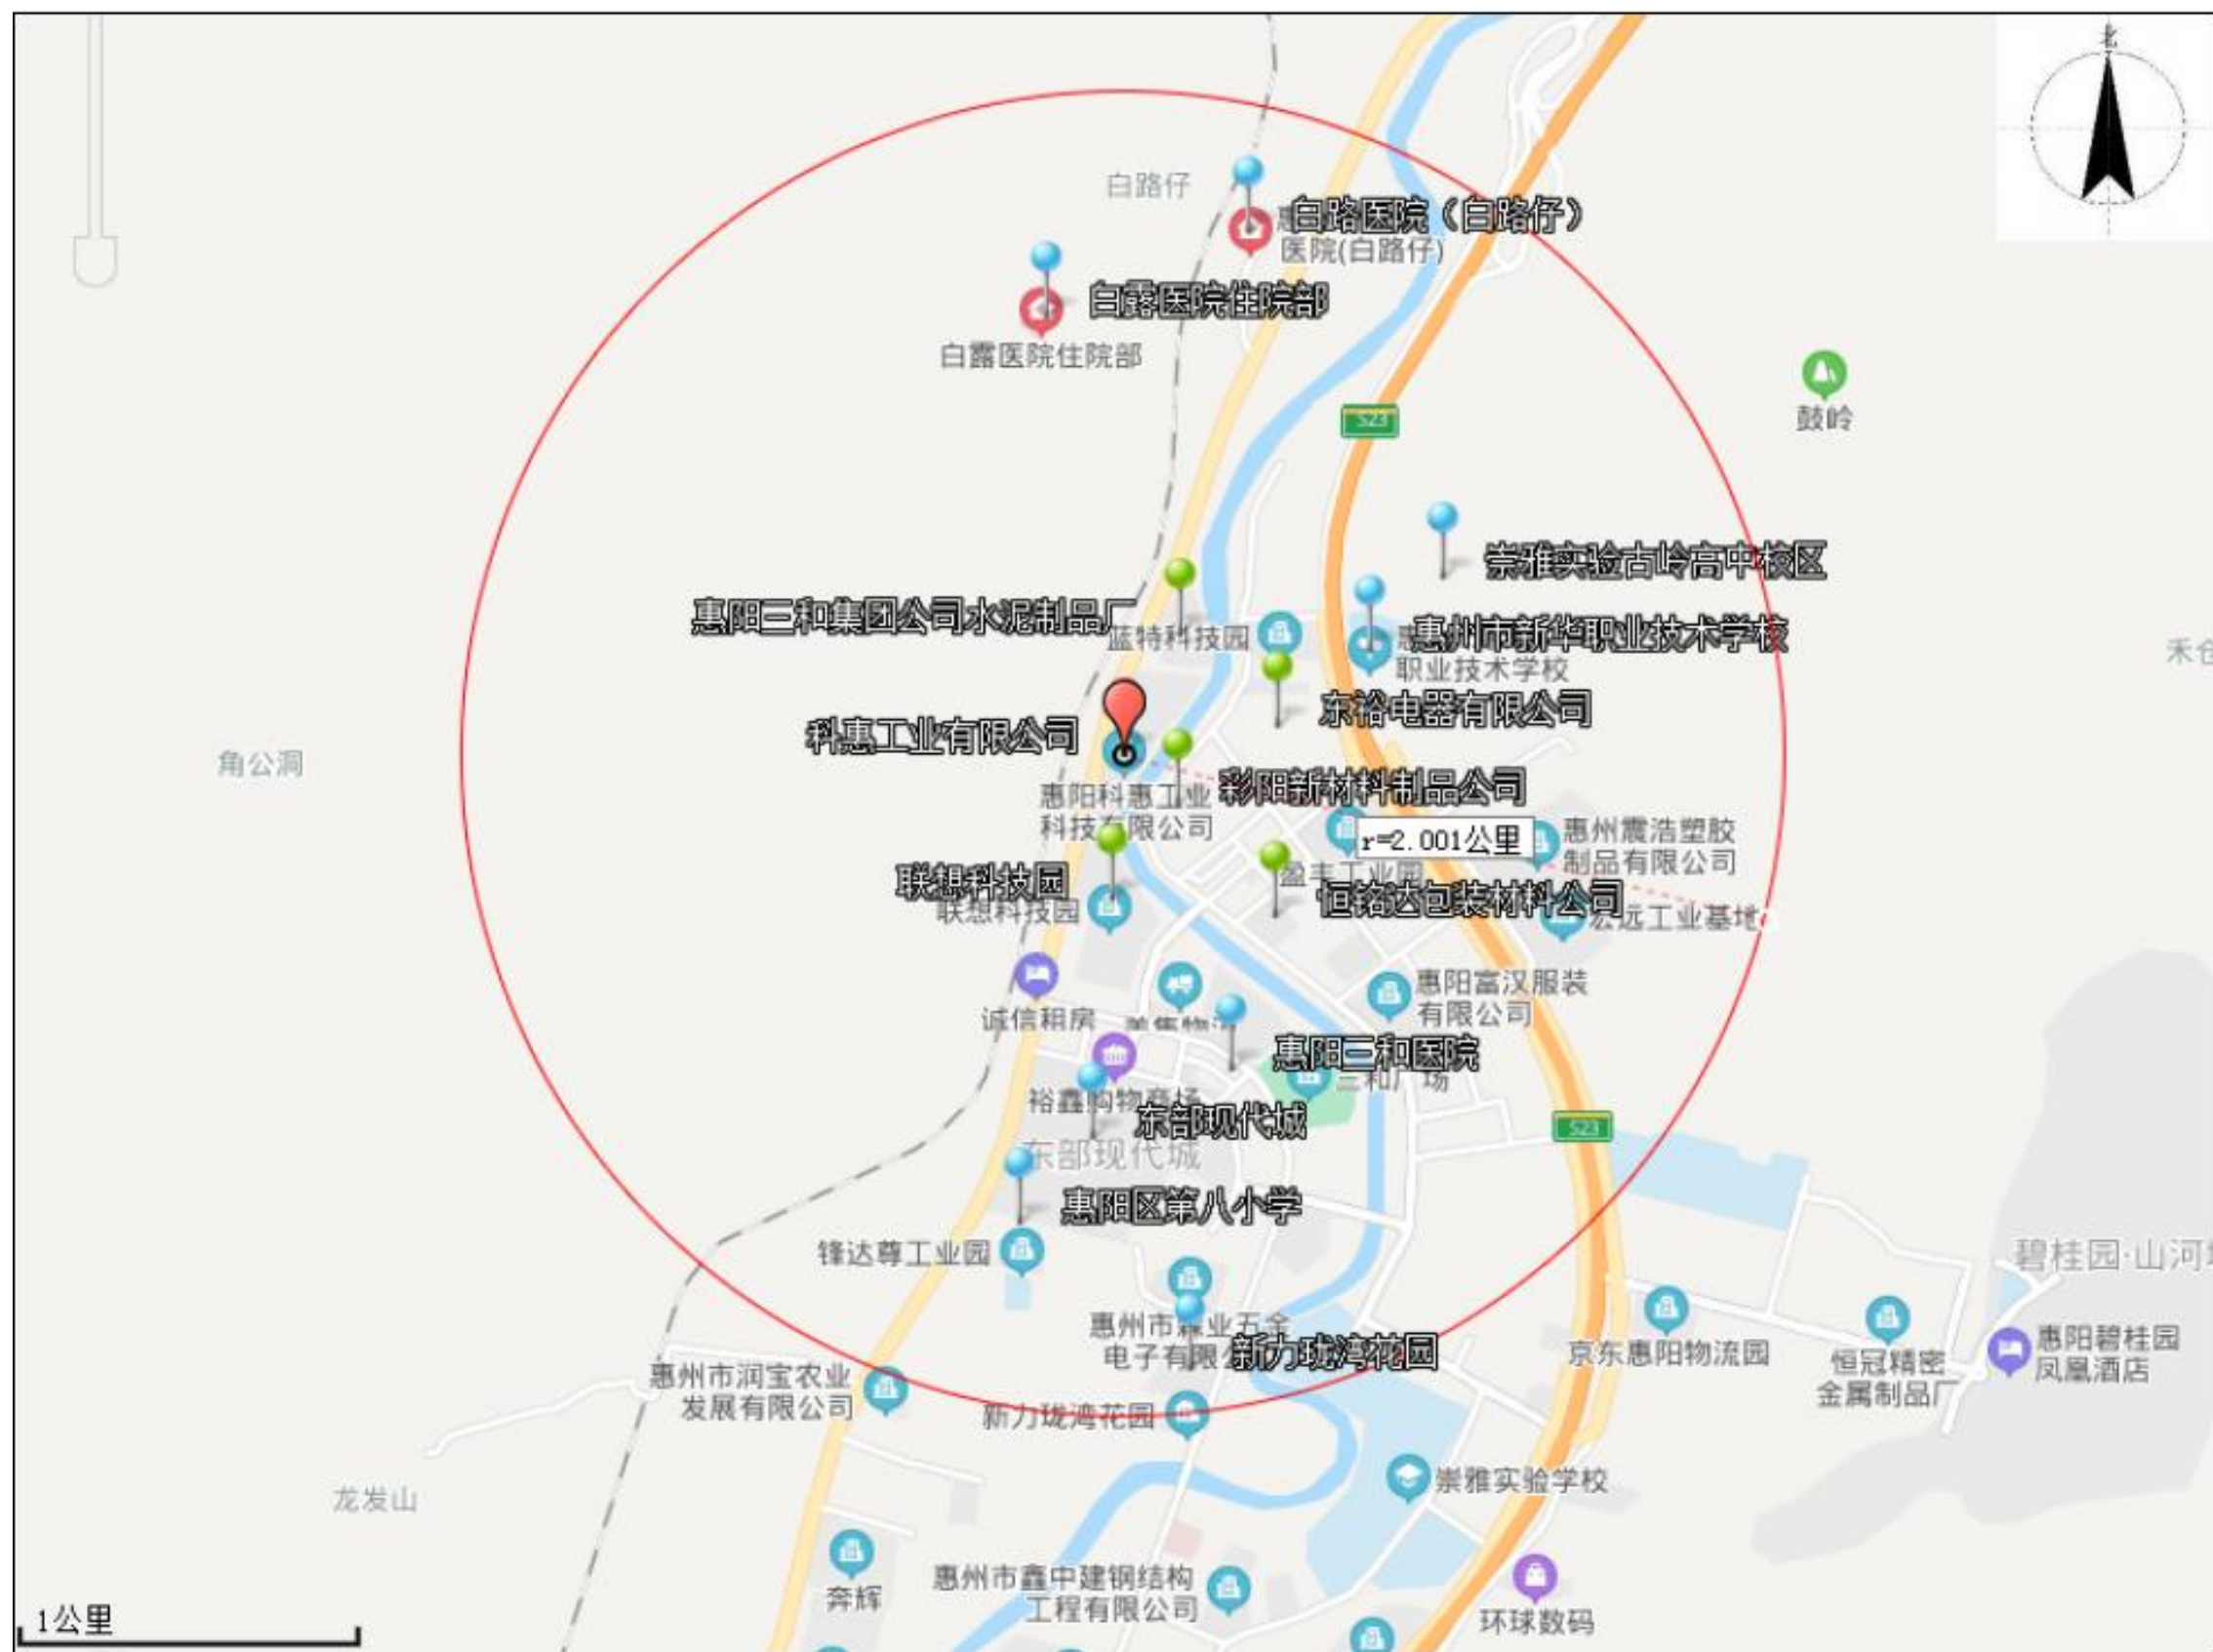 北
白路仔
白路医院（白路仔）
医院(白路仔)
白露医院住院部
白露医院住院部
S23
鼓岭
崇雅实验古岭高中校区
惠阳三和集团公司水泥制品厂
蓝特科技园
惠州市新华职业技术学校
职业技术学校
禾仓
东裕电器有限公司
科惠工业有限公司
角公洞
彩阳新材料制品公司
惠阳科惠工业
科技有限公司
r=2.001公里
惠州震浩塑胶
制品有限公司
盈丰工业园
联想科技园
联想科技园
恒铭达包装材料公司
宏远工业基地
惠阳富汉服装
有限公司
诚信租房
惠阳三和医院
三和广场
裕鑫购物商场
东部现代城
东部现代城
S23
惠阳区第八小学
锋达尊工业园
碧桂园·山河城
惠州市森业五金
电子有限公
新力珑湾花园
京东惠阳物流园
恒冠精密
金属制品厂
惠阳碧桂园
凤凰酒店
惠州市润宝农业
发展有限公司
新力珑湾花园
崇雅实验学校
龙发山
奔辉
惠州市鑫中建钢结构
工程有限公司
环球数码
1公里